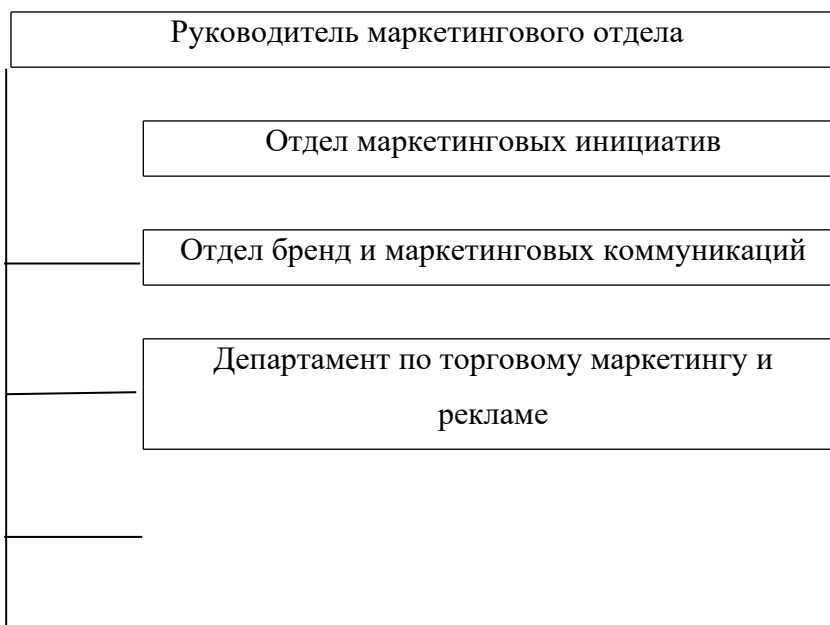 Руководитель маркетингового отдела
Отдел маркетинговых инициатив
Отдел бренд и маркетинговых коммуникаций
Департамент по торговому маркетингу и
рекламе